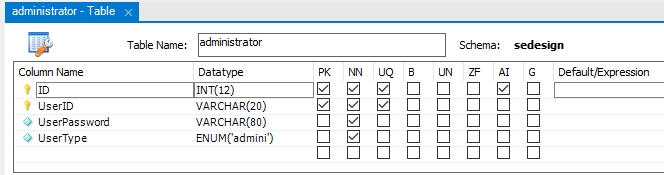 administrator - Table ×
Table Name: administrator Schema: sedesign
Column Name Datatype PK NN UQ B UN ZF AI G Default/Expression
ID INT(12)
UserID VARCHAR(20)
UserPassword VARCHAR(80)
UserType ENUM('admini')